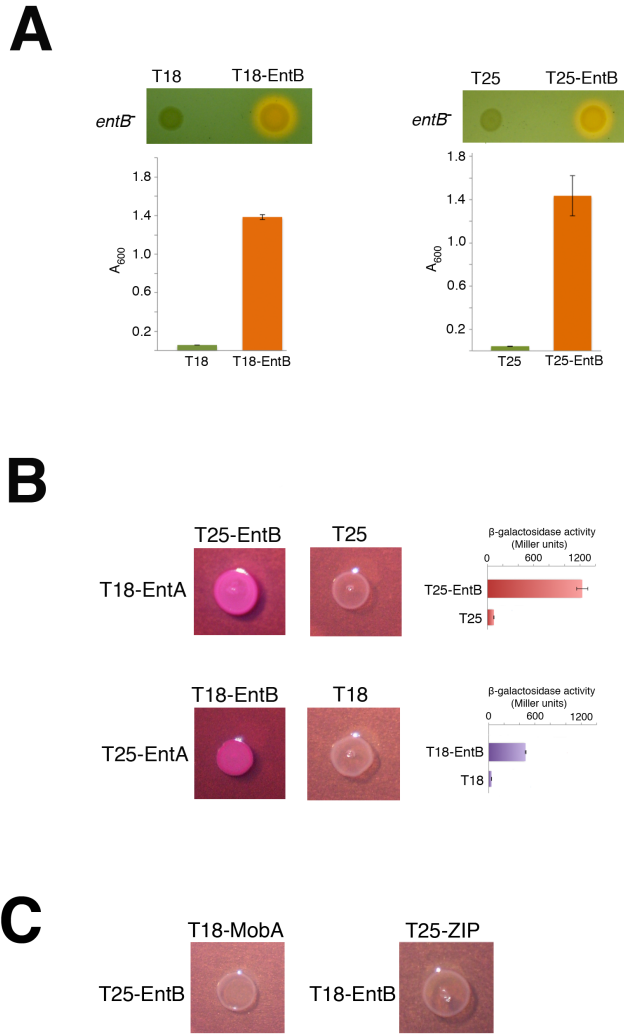 A
T18 T18-EntB
entB-
1.8
1.4
1.0
0.6
0.2
A600
T18 T18-EntB
T25 T25-EntB
entB-
1.8
1.4
1.0
0.6
0.2
A600
T25 T25-EntB
B
T25-EntB T25
T18-EntA
β-galactosidase activity
(Miller units)
0 600 1200
T25-EntB
T25
T18-EntB T18
T25-EntA
β-galactosidase activity
(Miller units)
0 600 1200
T18-EntB
T18
C
T18-MobA T25-ZIP
T25-EntB T18-EntB